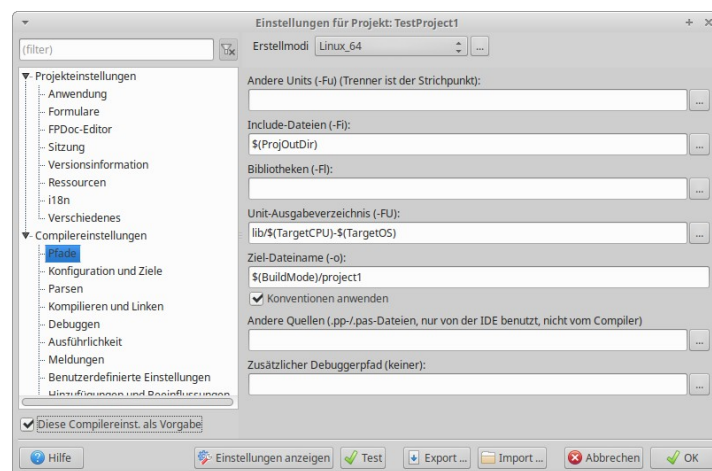 Einstellungen für Projekt: TestProject1
(filter)
Erstellmodi Linux_64 ...
Projekteinstellungen
Anwendung
Formulare
FPDoc-Editor
Sitzung
Versionsinformation
Ressourcen
i18n
Verschiedenes
Compilereinstellungen
Pfade
Konfiguration und Ziele
Parsen
Kompilieren und Linken
Debuggen
Ausführlichkeit
Meldungen
Benutzerdefinierte Einstellungen
Hinzufügungen und Beeinflussungen
Diese Compilereinst. als Vorgabe
Andere Units (-Fu) (Trenner ist der Strichpunkt):
...
Include-Dateien (-Fi):
$(ProjOutDir) ...
Bibliotheken (-Fl):
...
Unit-Ausgabeverzeichnis (-FU):
lib/$(TargetCPU)-$(TargetOS) ...
Ziel-Dateiname (-o):
$(BuildMode)/project1
Konventionen anwenden
Andere Quellen (.pp-/.pas-Dateien, nur von der IDE benutzt, nicht vom Compiler)
...
Zusätzlicher Debuggerpfad (keiner):
...
Hilfe Einstellungen anzeigen Test Export ... Import ... Abbrechen OK